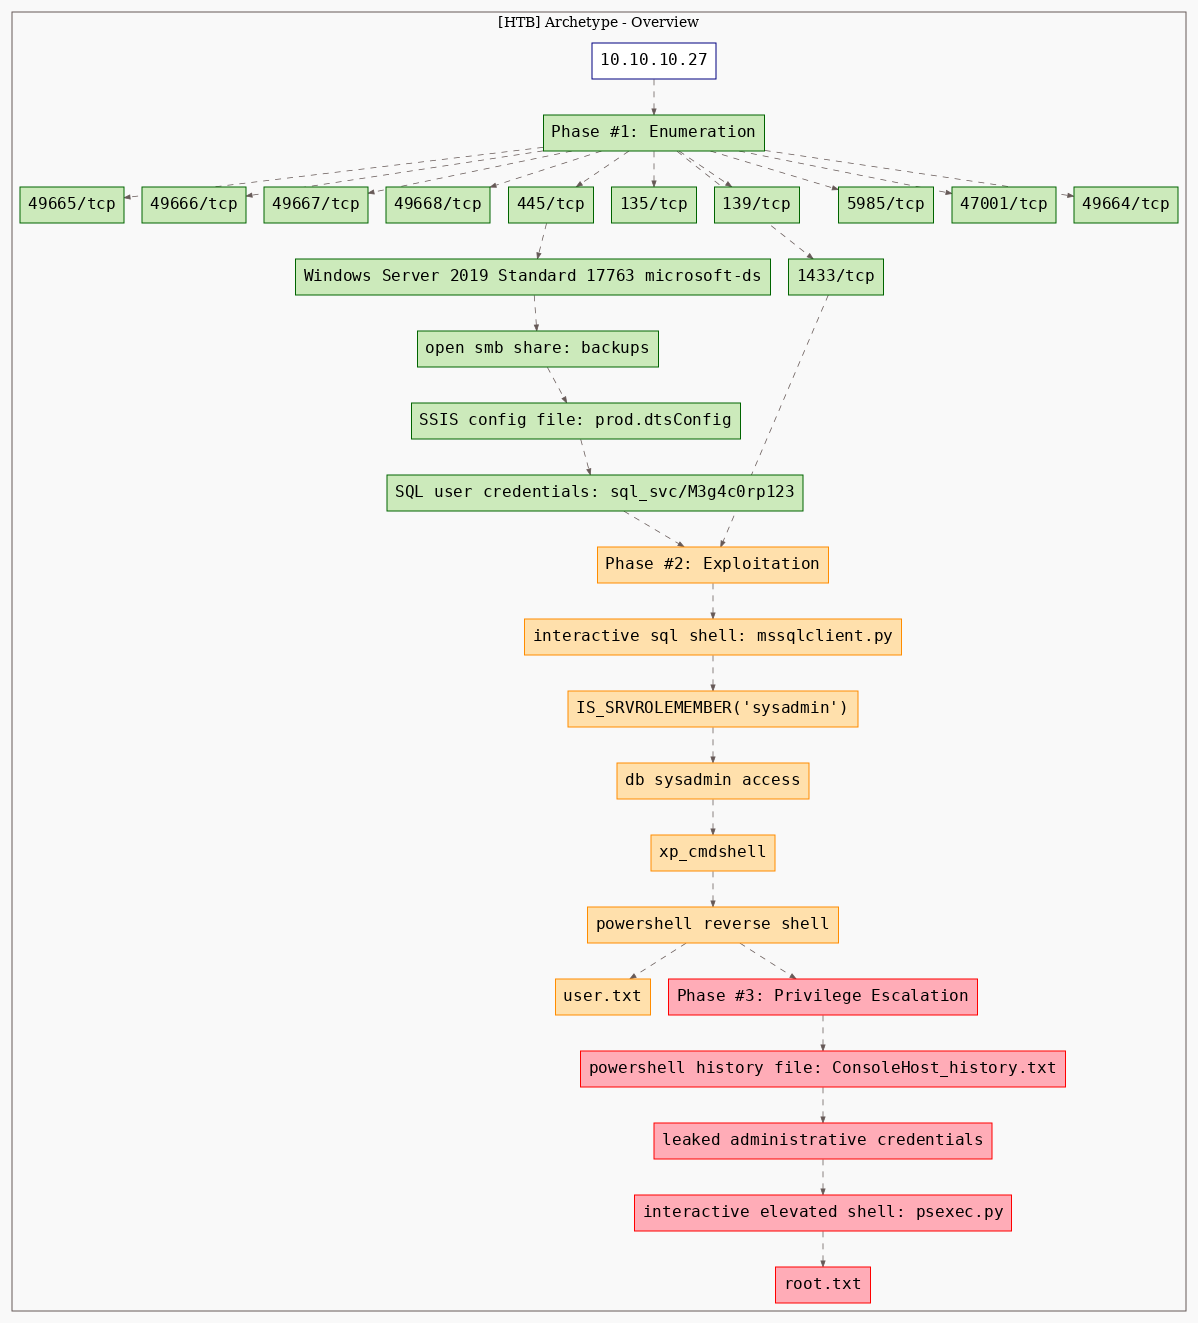 [HTB] Archetype - Overview
10.10.10.27
Phase #1: Enumeration
49665/tcp
49666/tcp
49667/tcp
49668/tcp
445/tcp
135/tcp
139/tcp
5985/tcp
47001/tcp
49664/tcp
Windows Server 2019 Standard 17763 microsoft-ds
1433/tcp
open smb share: backups
SSIS config file: prod.dtsConfig
SQL user credentials: sql_svc/M3g4c0rp123
Phase #2: Exploitation
interactive sql shell: mssqlclient.py
IS_SRVROLEMEMBER('sysadmin')
db sysadmin access
xp_cmdshell
powershell reverse shell
user.txt
Phase #3: Privilege Escalation
powershell history file: ConsoleHost_history.txt
leaked administrative credentials
interactive elevated shell: psexec.py
root.txt